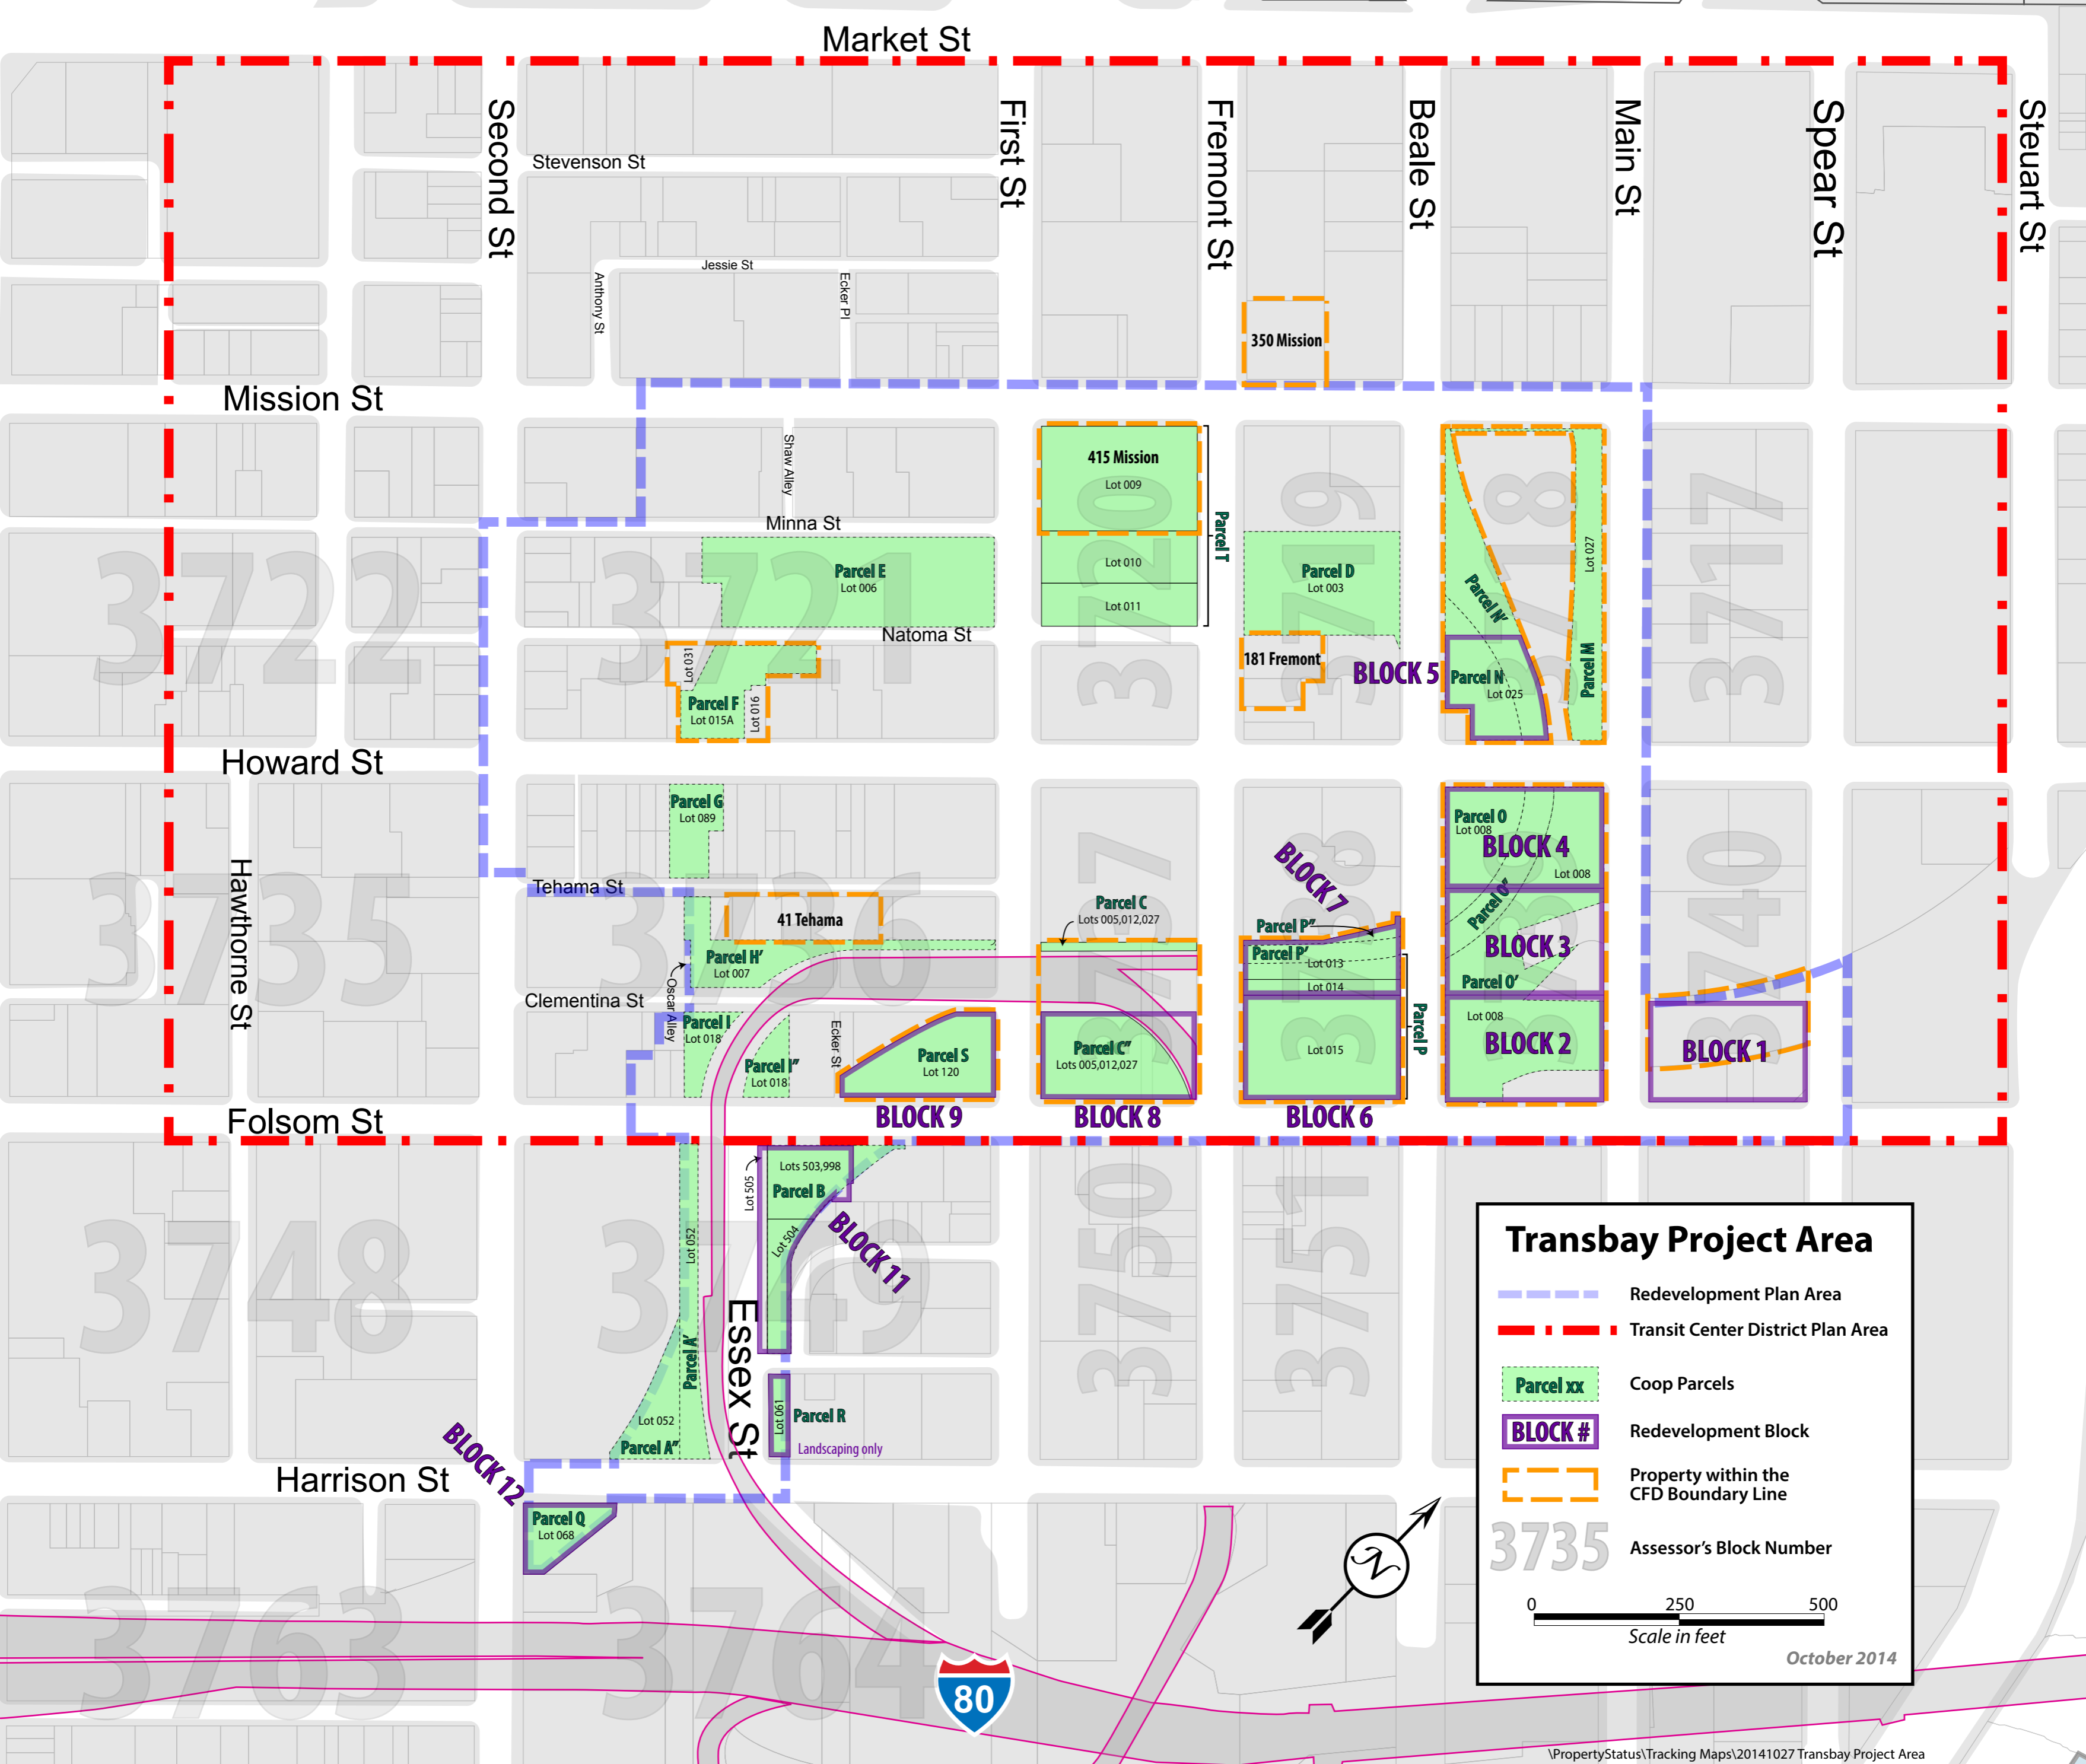 Market St
Second St
First St
Fremont St
Beale St
Main St
Spear St
Steuart St
Stevenson St
Jessie St
Anthony St
Ecker Pl
350 Mission
Mission St
Shaw Alley
Minna St
415 Mission
Lot 009
Lot 010
Lot 011
Parcel T
3722
3721
3720
3719
3718
3717
Parcel E
Lot 006
Parcel D
Lot 003
Lot 027
Parcel N'
Natoma St
Lot 031
Parcel F
Lot 015A
Lot 016
181 Fremont
BLOCK 5
Parcel N
Lot 025
Parcel M
Howard St
Parcel G
Lot 089
Parcel O
Lot 008
BLOCK 4
Lot 008
Hawthorne St
3735
3736
3737
3738
3739
3740
Tehama St
41 Tehama
Parcel C
Lots 005,012,027
BLOCK 7
Parcel P"
Parcel P'
Lot 013
Lot 014
Parcel P
Parcel O"
BLOCK 3
Parcel O'
Parcel H'
Lot 007
Oscar Alley
Clementina St
Parcel I
Lot 018
Parcel I"
Lot 018
Ecker St
Parcel S
Lot 120
Parcel C"
Lots 005,012,027
Lot 015
Lot 008
BLOCK 2
BLOCK 1
BLOCK 9
BLOCK 8
BLOCK 6
Folsom St
Lots 503,998
Lot 505
Parcel B
Lot 504
BLOCK 11
Lot 052
3748
3749
3750
3751
Essex St
Parcel A'
Lot 052
Parcel A"
Lot 061
Parcel R
Landscaping only
BLOCK 12
Harrison St
Parcel Q
Lot 068
3763
3764
80
N
Transbay Project Area
Redevelopment Plan Area
Transit Center District Plan Area
Parcel xx
Coop Parcels
BLOCK #
Redevelopment Block
Property within the
CFD Boundary Line
3735
Assessor's Block Number
0 250 500
Scale in feet
October 2014
\PropertyStatus\Tracking Maps\20141027 Transbay Project Area